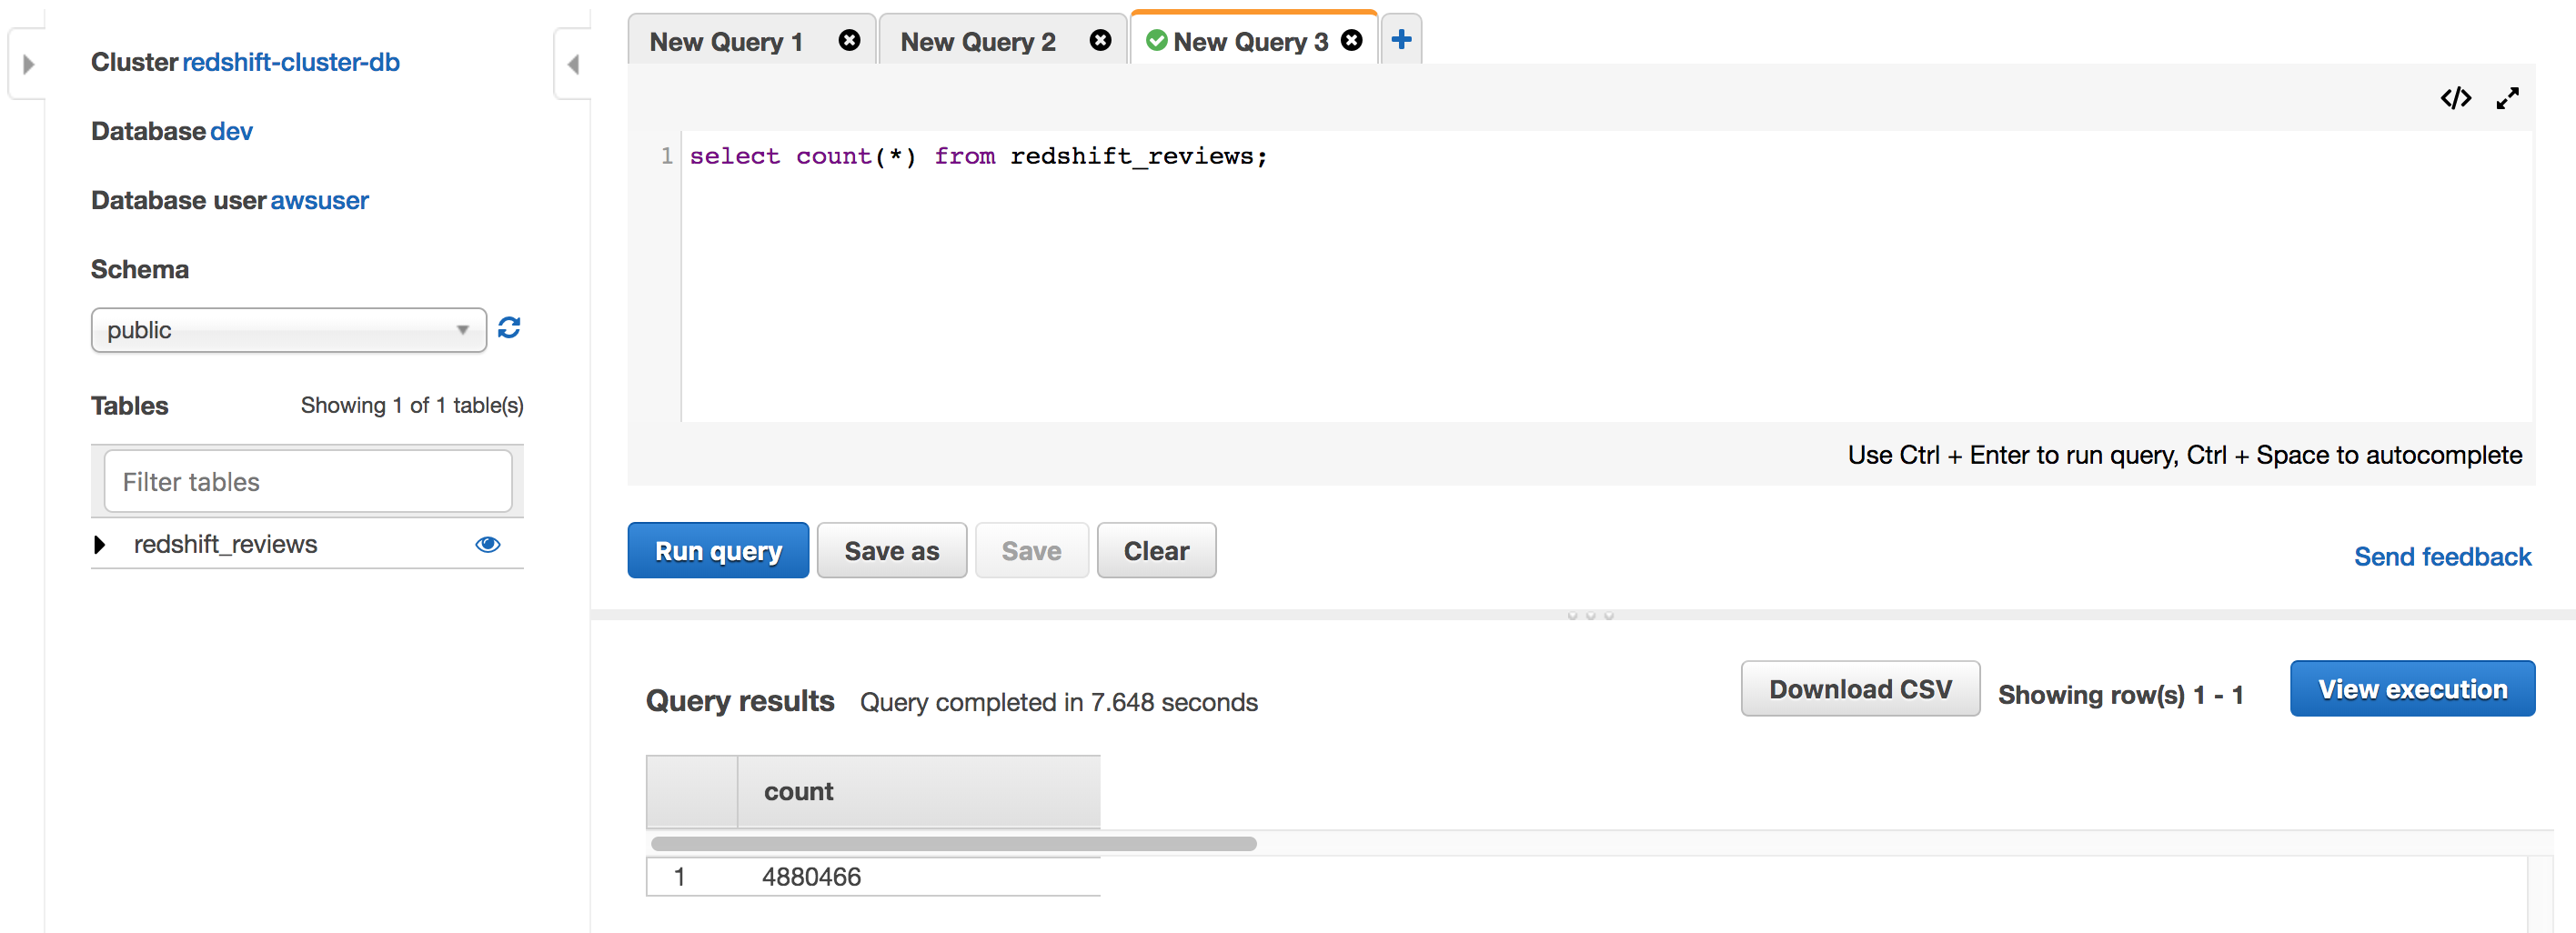 Cluster redshift-cluster-db
Database dev
Database user awsuser
Schema
public
Tables Showing 1 of 1 table(s)
Filter tables
redshift_reviews
New Query 1 New Query 2 New Query 3
1 select count(*) from redshift_reviews;
Use Ctrl + Enter to run query, Ctrl + Space to autocomplete
Run query Save as Save Clear
Send feedback
Query results Query completed in 7.648 seconds
Download CSV Showing row(s) 1 - 1 View execution
count
1 4880466